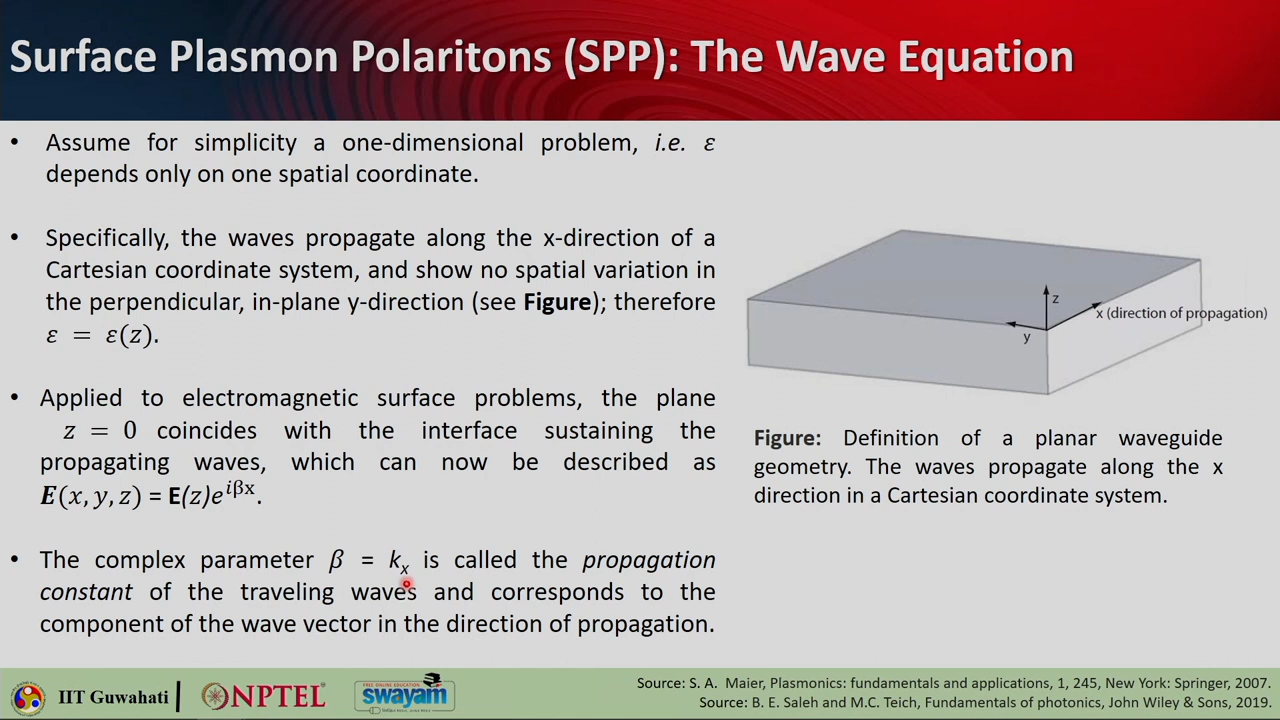 Surface Plasmon Polaritons (SPP): The Wave Equation
• Assume for simplicity a one-dimensional problem, i.e. ε
depends only on one spatial coordinate.
• Specifically, the waves propagate along the x-direction of a
Cartesian coordinate system, and show no spatial variation in
the perpendicular, in-plane y-direction (see Figure); therefore
ε = ε(z).
• Applied to electromagnetic surface problems, the plane
z = 0 coincides with the interface sustaining the
propagating waves, which can now be described as
E(x, y, z) = E(z)e^{iβx}.
• The complex parameter β = k_x is called the propagation
constant of the traveling waves and corresponds to the
component of the wave vector in the direction of propagation.
z
x (direction of propagation)
y
Figure: Definition of a planar waveguide
geometry. The waves propagate along the x
direction in a Cartesian coordinate system.
IIT Guwahati
NPTEL
FREE ONLINE EDUCATION
swayam
Source: S. A. Maier, Plasmonics: fundamentals and applications, 1, 245, New York: Springer, 2007.
Source: B. E. Saleh and M.C. Teich, Fundamentals of photonics, John Wiley & Sons, 2019.